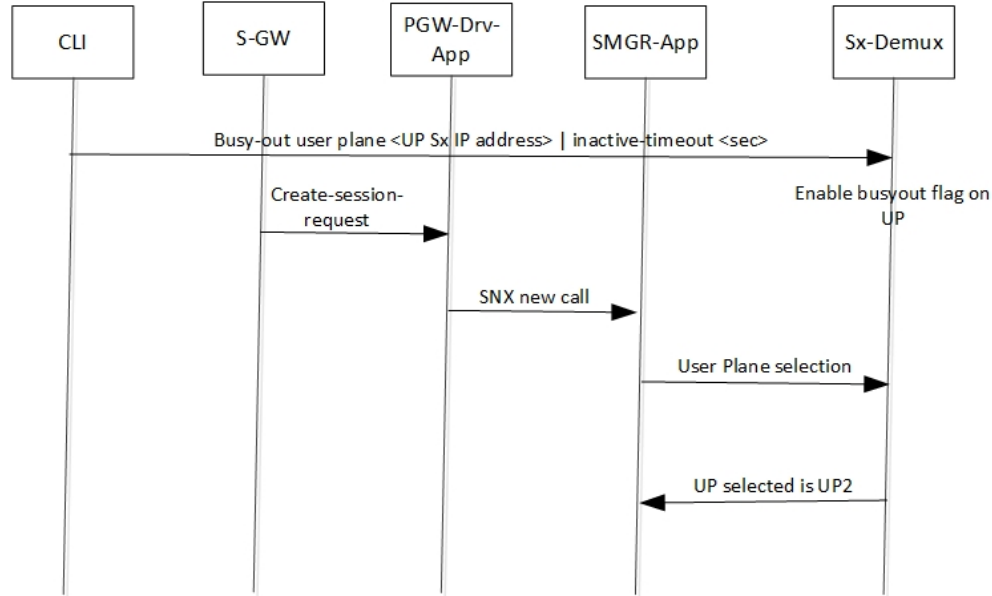 CLI
S-GW
PGW-Drv-
App
SMGR-App
Sx-Demux
Busy-out user plane <UP Sx IP address> | inactive-timeout <sec>
Enable busyout flag on
UP
Create-session-
request
SNX new call
User Plane selection
UP selected is UP2